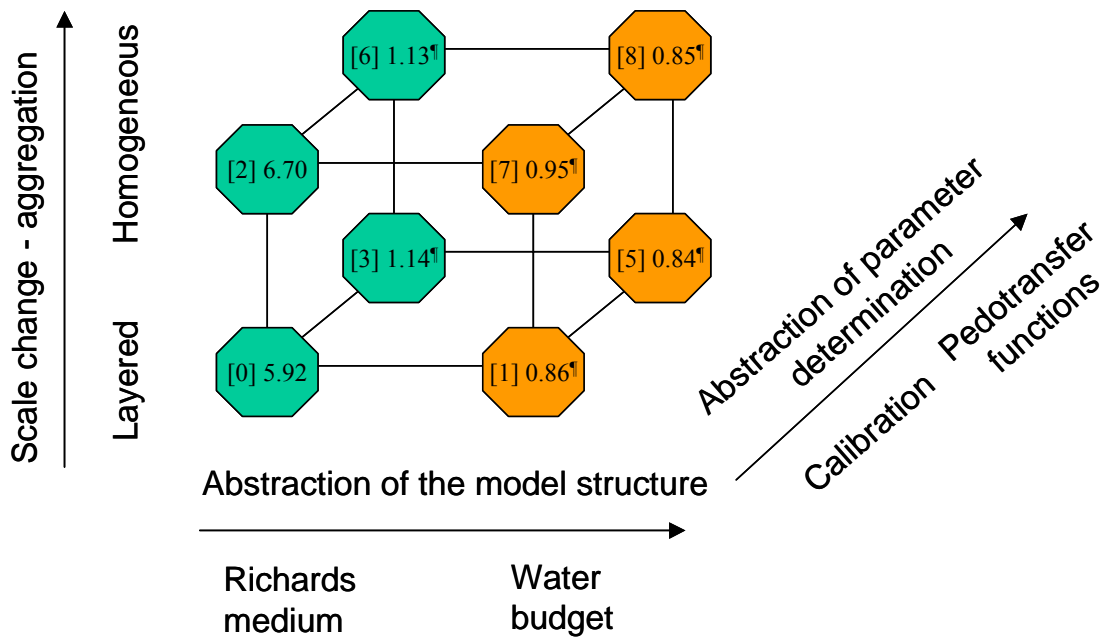 Scale change - aggregation
Homogeneous
Layered
[6] 1.13¶
[8] 0.85¶
[2] 6.70
[7] 0.95¶
[3] 1.14¶
[5] 0.84¶
[0] 5.92
[1] 0.86¶
Abstraction of parameter
determination
Calibration
Pedotransfer
functions
Abstraction of the model structure
Richards
medium
Water
budget